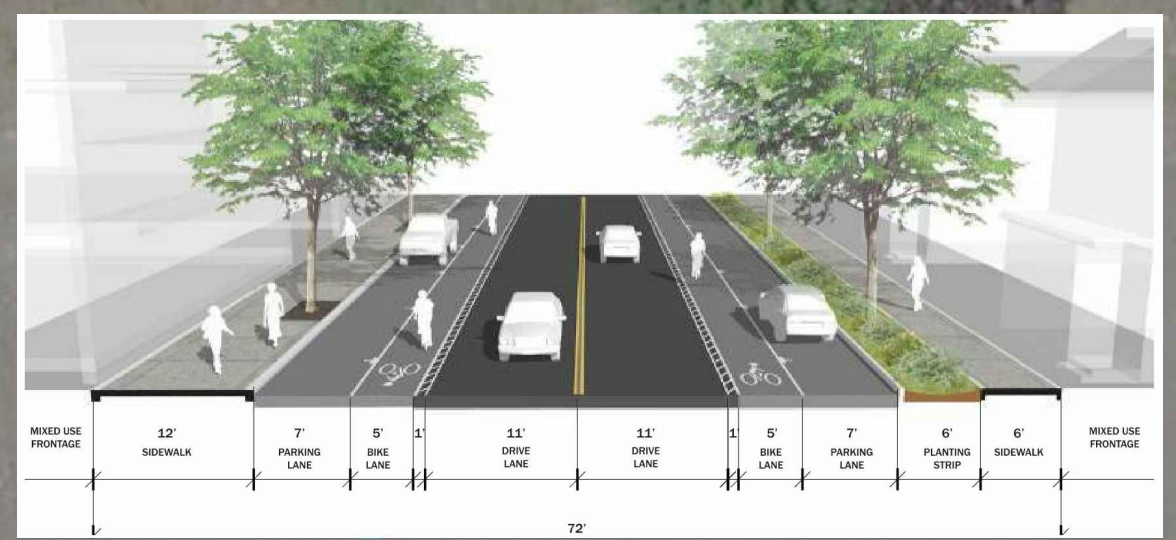 MIXED USE
FRONTAGE
12'
SIDEWALK
7'
PARKING
LANE
5'
BIKE
LANE
1'
11'
DRIVE
LANE
11'
DRIVE
LANE
1'
5'
BIKE
LANE
7'
PARKING
LANE
6'
PLANTING
STRIP
6'
SIDEWALK
MIXED USE
FRONTAGE
72'